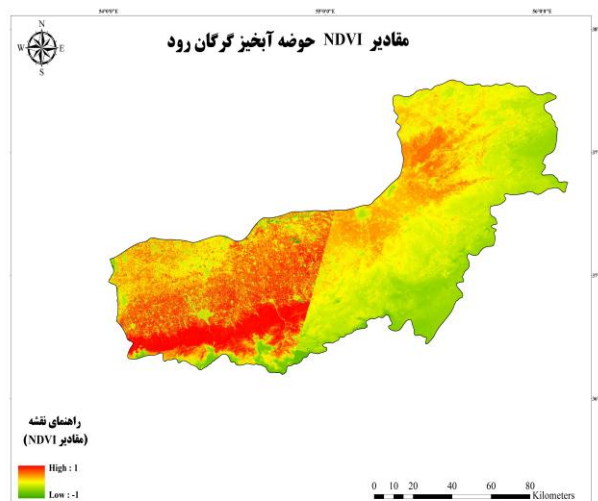 مقادیر NDVI حوضه آبخیز گرگان رود
N
W E
S
راهنمای نقشه
(مقادیر NDVI)
High : 1
Low : -1
0 10 20 40 60 80
Kilometers